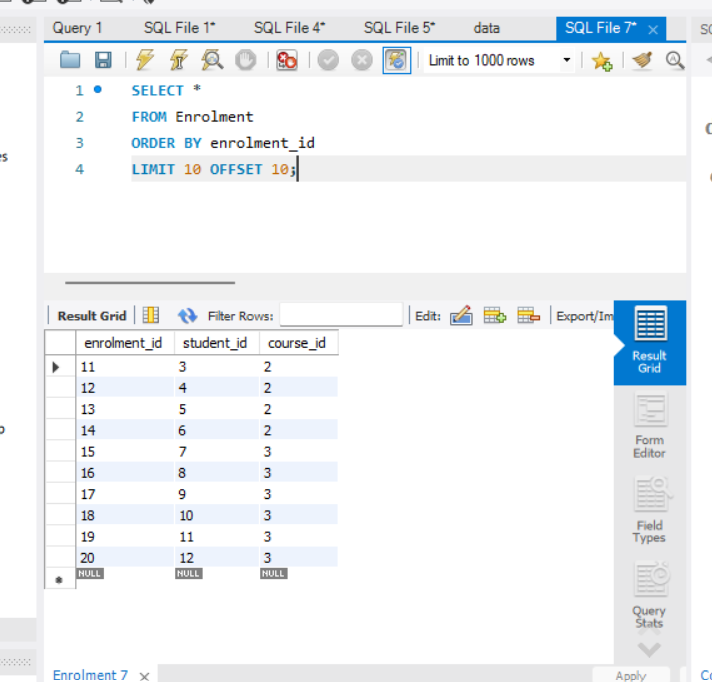 Query 1 SQL File 1* SQL File 4* SQL File 5* data SQL File 7*
Limit to 1000 rows
1 SELECT *
2 FROM Enrolment
3 ORDER BY enrolment_id
4 LIMIT 10 OFFSET 10;
Result Grid Filter Rows: Edit: Export/Im
enrolment_id student_id course_id
11 3 2
12 4 2
13 5 2
14 6 2
15 7 3
16 8 3
17 9 3
18 10 3
19 11 3
20 12 3
NULL NULL NULL
Result
Grid
Form
Editor
Field
Types
Query
Stats
Enrolment 7 Apply